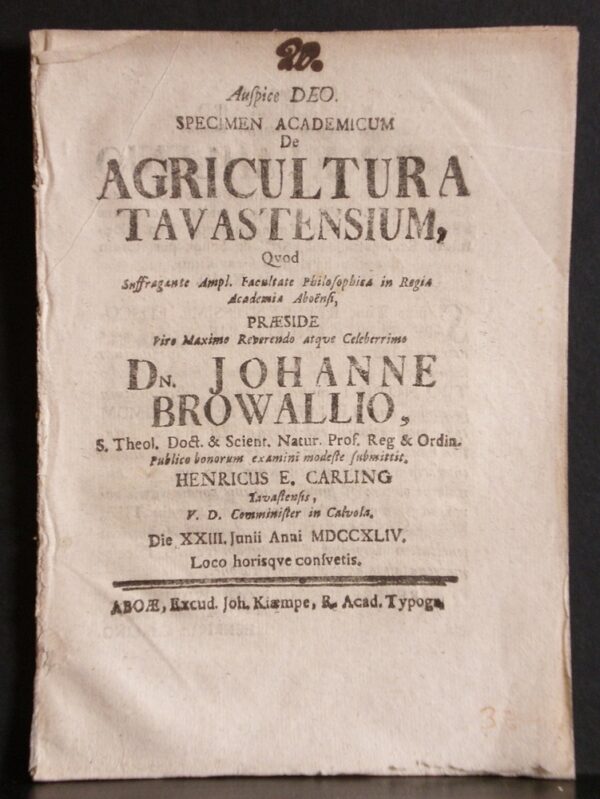 20.
Auſpice DEO.
SPECIMEN ACADEMICUM
De
AGRICULTURA
TAVASTENSIUM,
Qvod
Suffragante Ampl. Facultate Philoſophica in Regia
Academia Aboënſi,
PRÆSIDE
Viro Maxime Reverendo atqve Celeberrimo
DN. JOHANNE
BROWALLIO,
S. Theol. Doct. & Scient. Natur. Prof. Reg & Ordin.
Publico bonorum examini modeſte ſubmittit.
HENRICUS E. CARLING
Tavaſtenſis,
V. D. Comminiſter in Calvola.
Die XXIII. Junii Anni MDCCXLIV.
Loco horisqve conſvetis.
ABOÆ, Excud. Joh. Kiæmpe, R. Acad. Typogr.